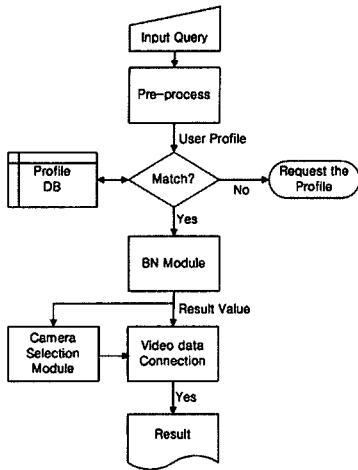 Input Query
Pre-process
User Profile
Profile
DB
Match?
No
Request the
Profile
Yes
BN Module
Result Value
Camera
Selection
Module
Video data
Connection
Yes
Result